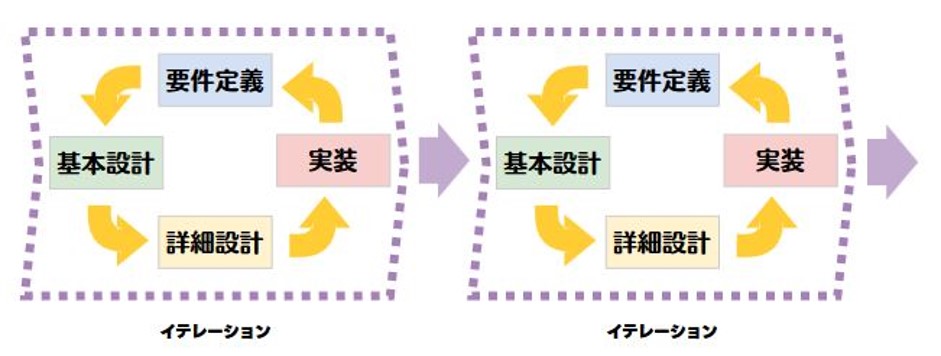 要件定義
基本設計
実装
詳細設計
イテレーション
要件定義
基本設計
実装
詳細設計
イテレーション